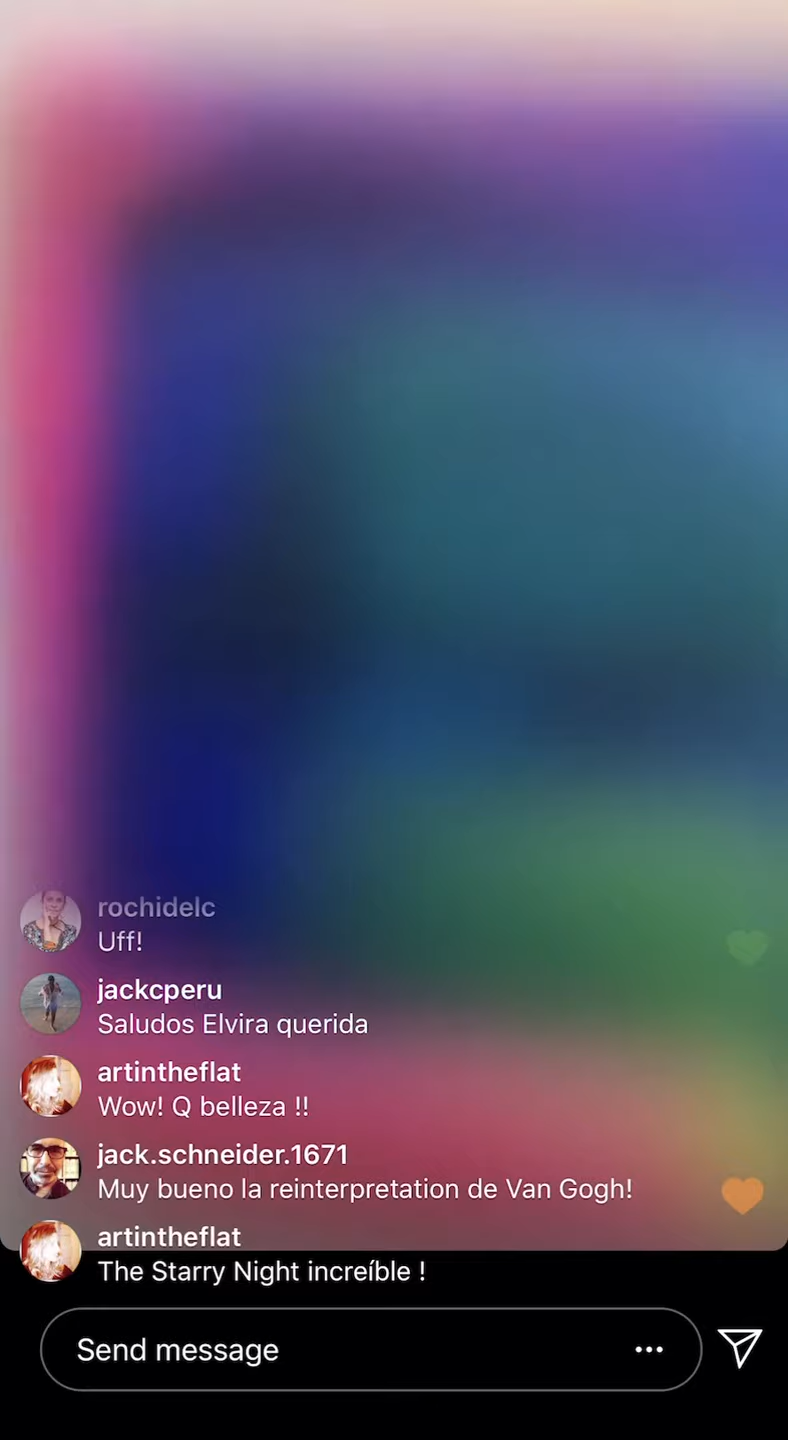 rochidelc
Uff!
jackcperu
Saludos Elvira querida
artintheflat
Wow! Q belleza !!
jack.schneider.1671
Muy bueno la reinterpretation de Van Gogh!
artintheflat
The Starry Night increíble !
Send message